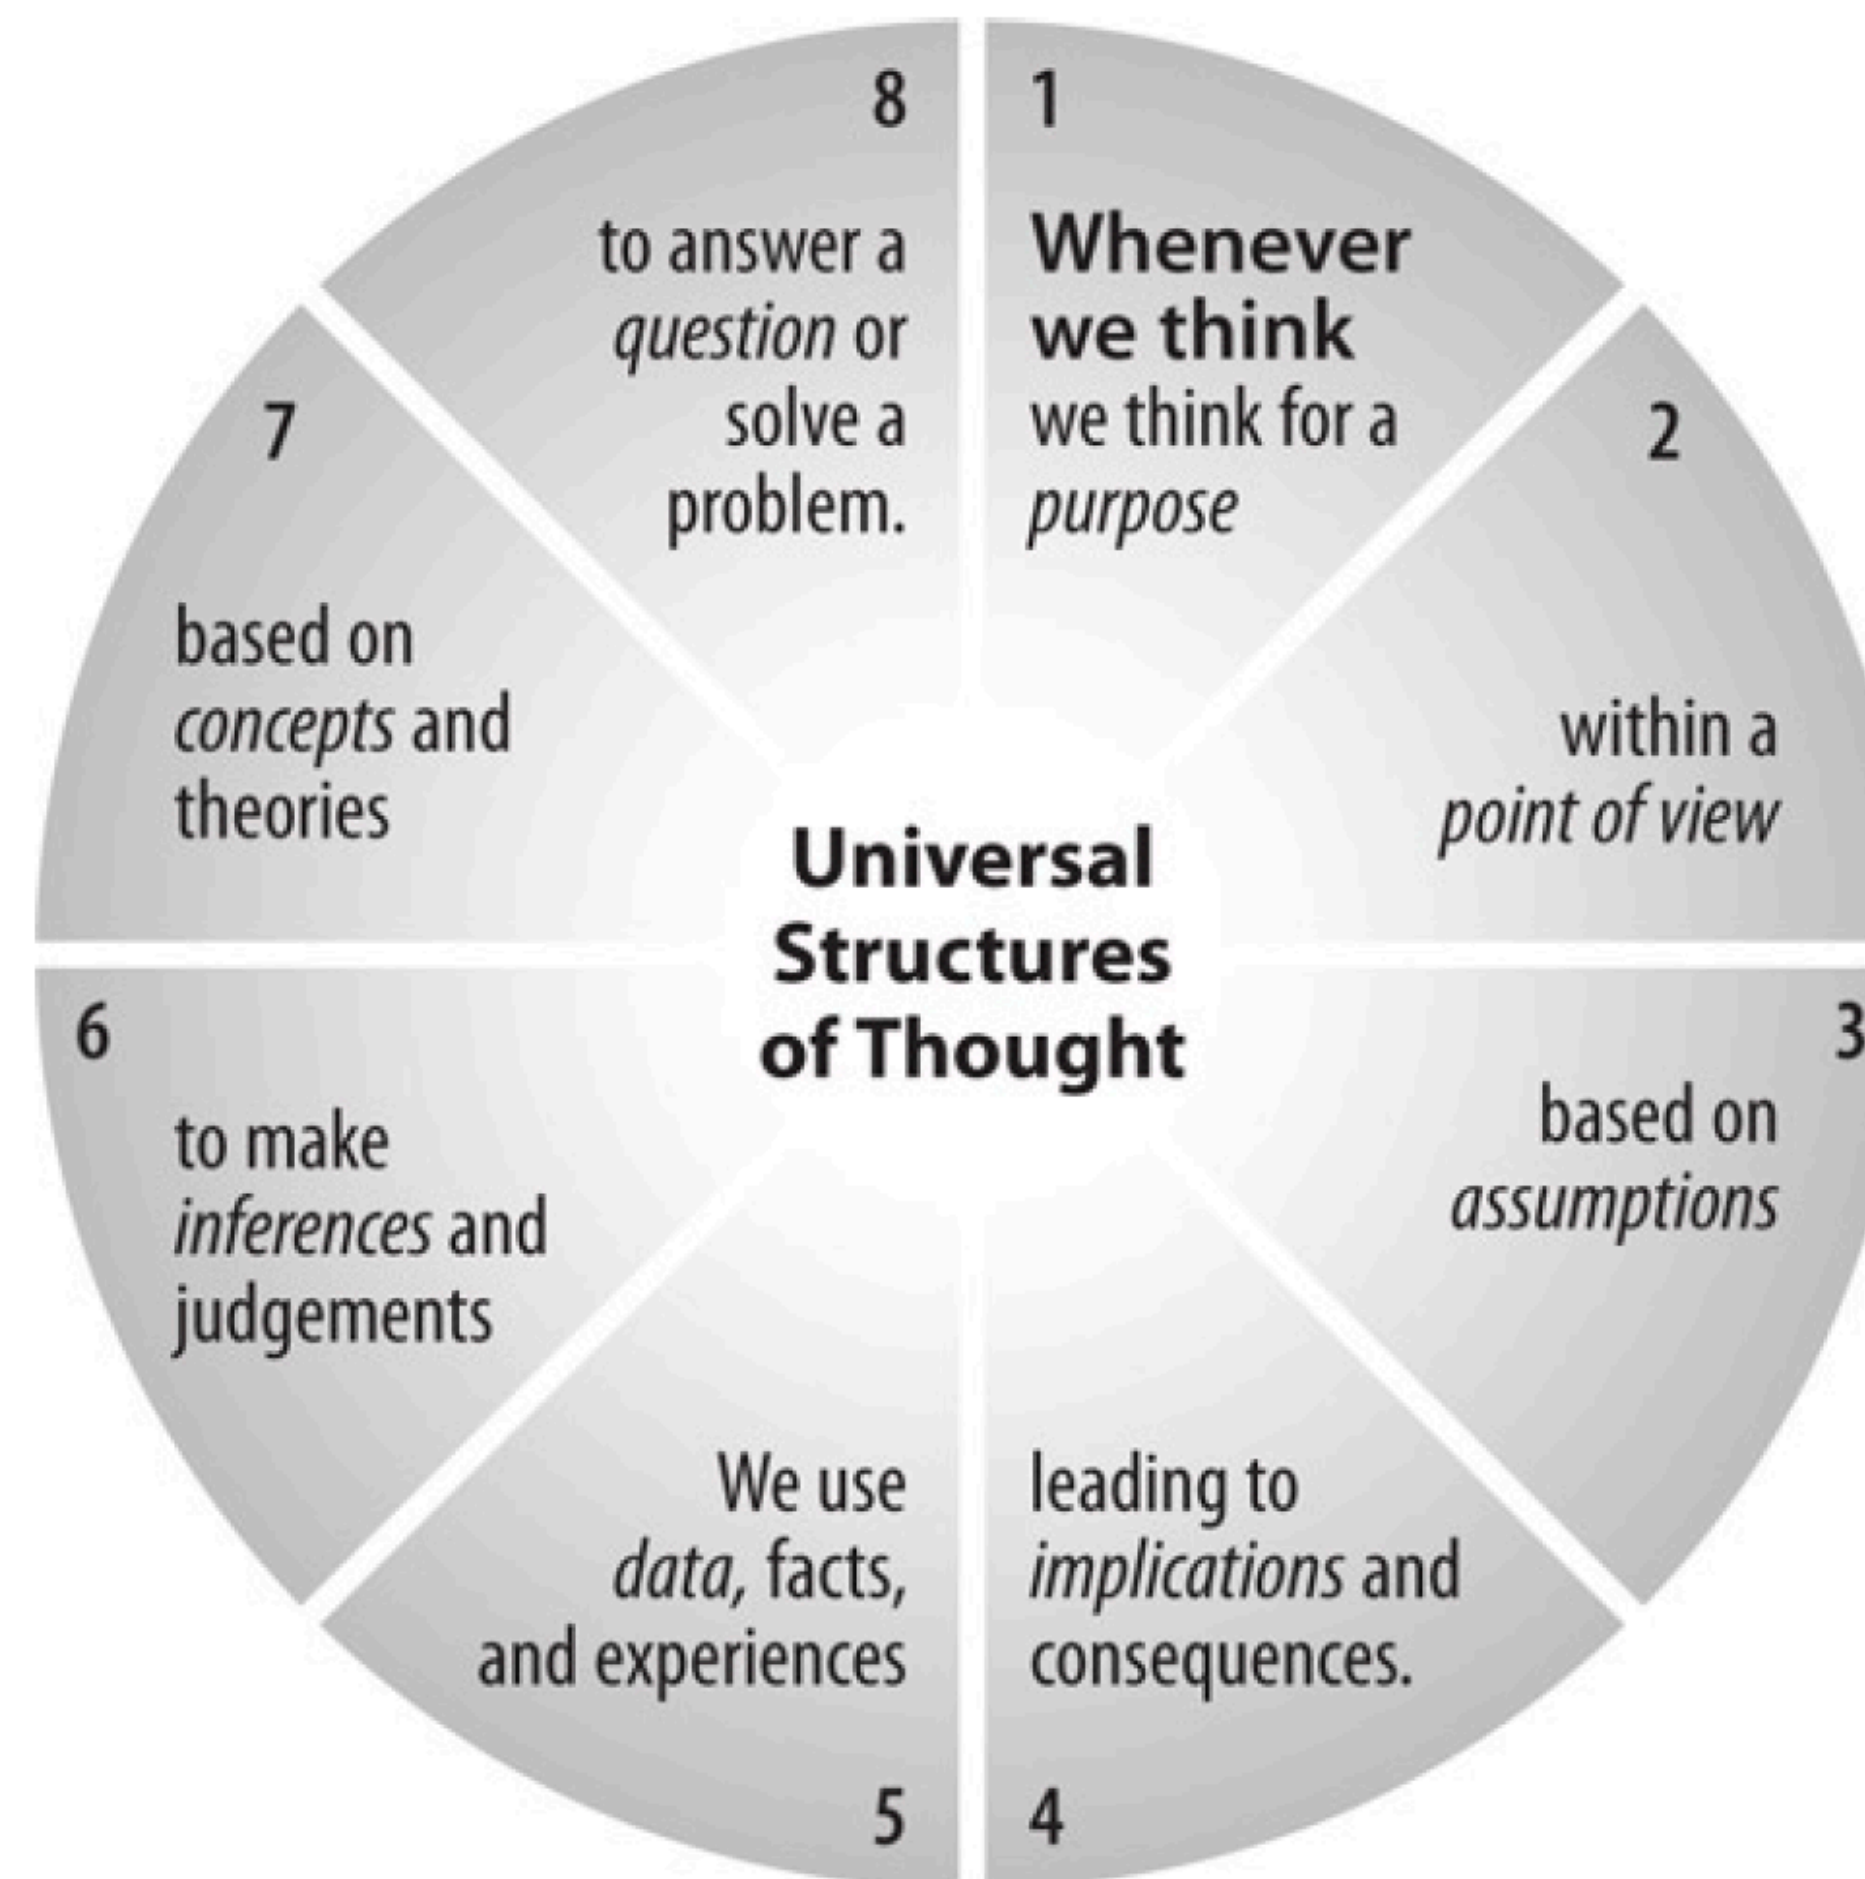 1
Whenever
we think
we think for a
purpose
2
within a
point of view
3
based on
assumptions
4
leading to
implications and
consequences.
5
We use
data, facts,
and experiences
6
to make
inferences and
judgements
7
based on
concepts and
theories
8
to answer a
question or
solve a
problem.
Universal
Structures
of Thought